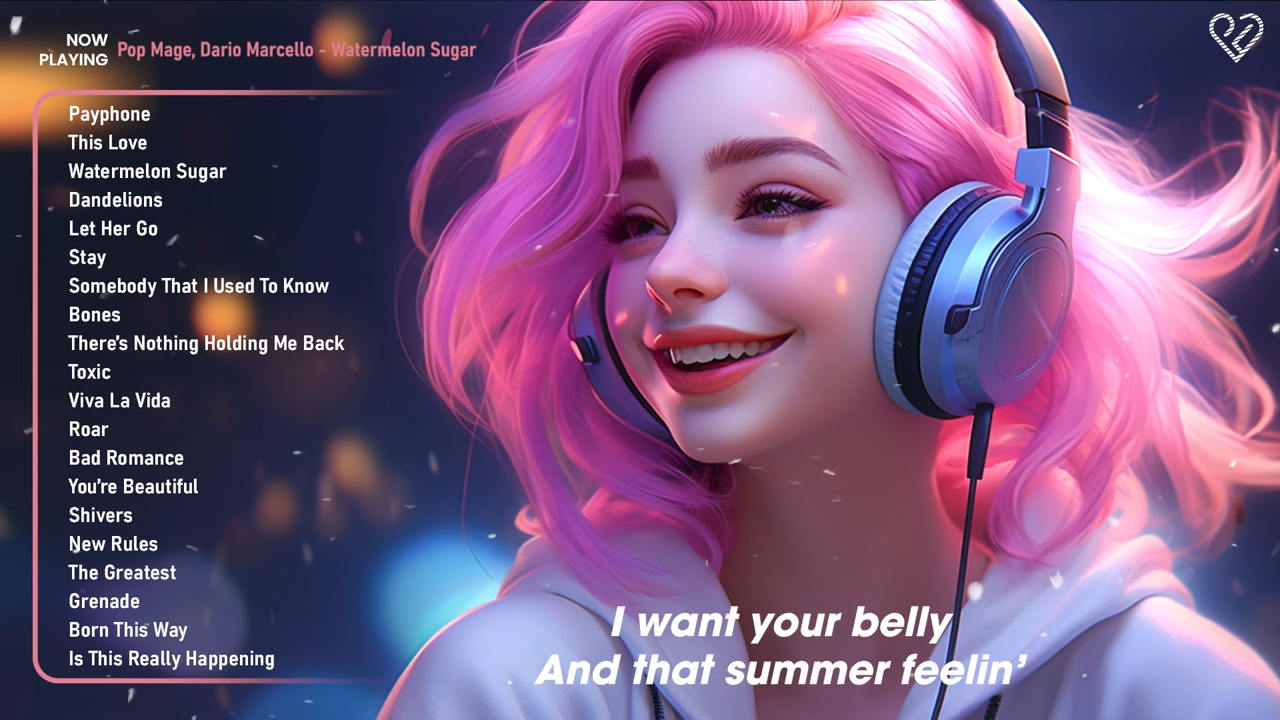 NOW
PLAYING
Pop Mage, Dario Marcello - Watermelon Sugar
Payphone
This Love
Watermelon Sugar
Dandelions
Let Her Go
Stay
Somebody That I Used To Know
Bones
There's Nothing Holding Me Back
Toxic
Viva La Vida
Roar
Bad Romance
You're Beautiful
Shivers
New Rules
The Greatest
Grenade
Born This Way
Is This Really Happening
I want your belly
And that summer feelin'